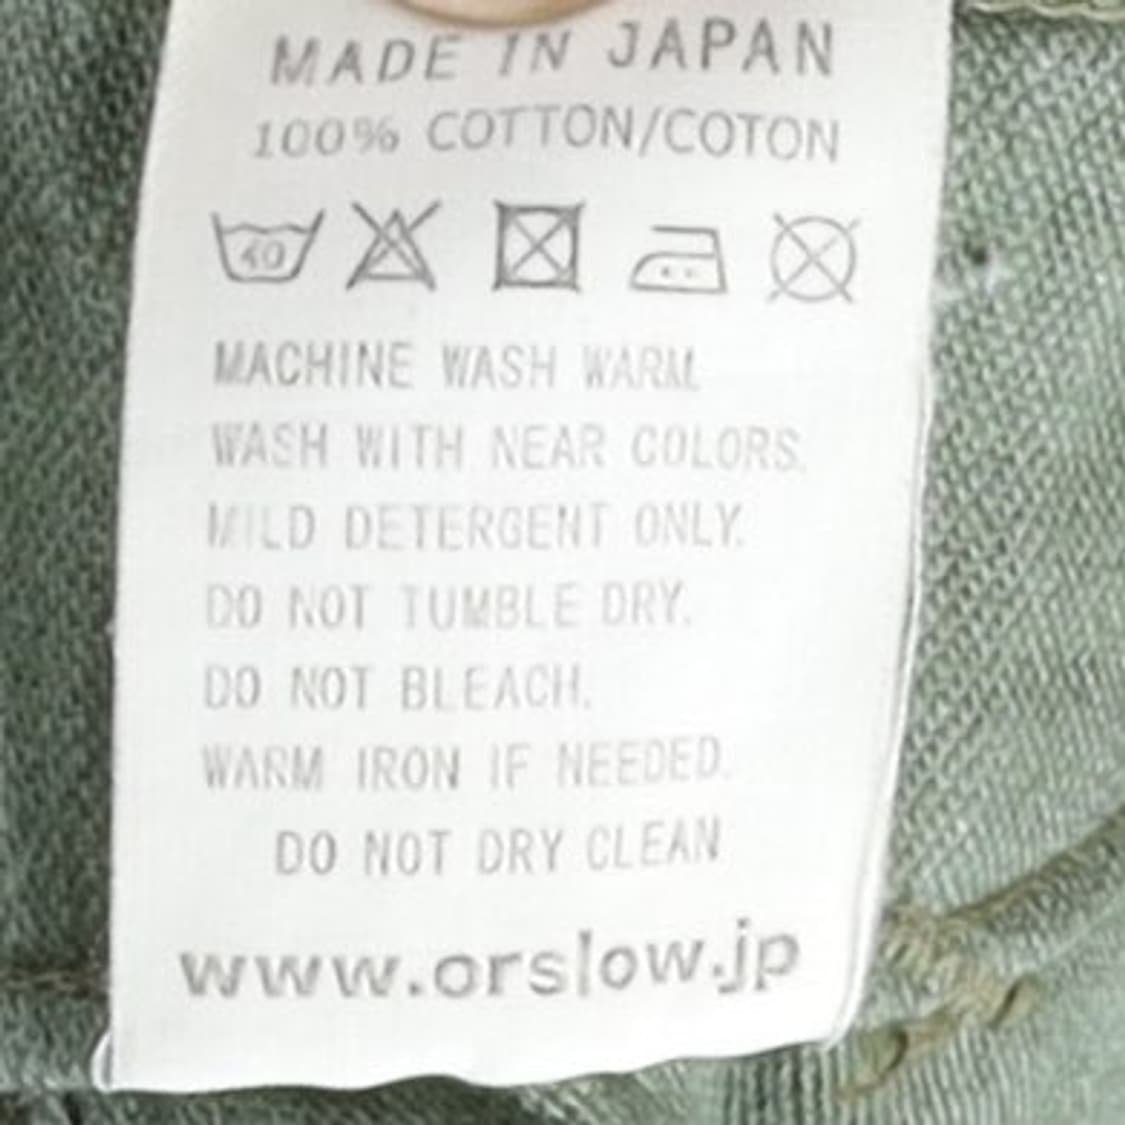 MADE IN JAPAN
100% COTTON/COTON
40
MACHINE WASH WARM.
WASH WITH NEAR COLORS.
MILD DETERGENT ONLY.
DO NOT TUMBLE DRY.
DO NOT BLEACH.
WARM IRON IF NEEDED.
DO NOT DRY CLEAN
www.orslow.jp